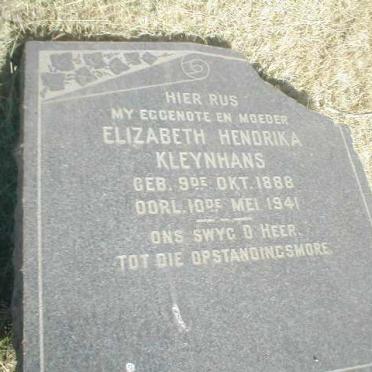 HIER RUS
MY EGGENOTE EN MOEDER
ELIZABETH HENDRIKA
KLEYNHANS
GEB. 9DE OKT. 1888
OORL. 10DE MEI 1941
ONS SWYG O HEER.
TOT DIE OPSTANDINGSMORE.